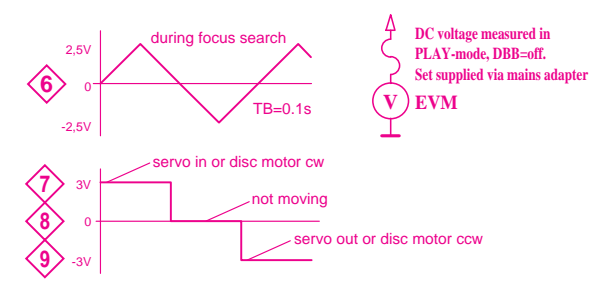 during focus search
2,5V
6
0
TB=0.1s
-2,5V
DC voltage measured in
PLAY-mode, DBB=off.
Set supplied via mains adapter
V EVM
servo in or disc motor cw
7
3V
not moving
8
0
servo out or disc motor ccw
9
-3V